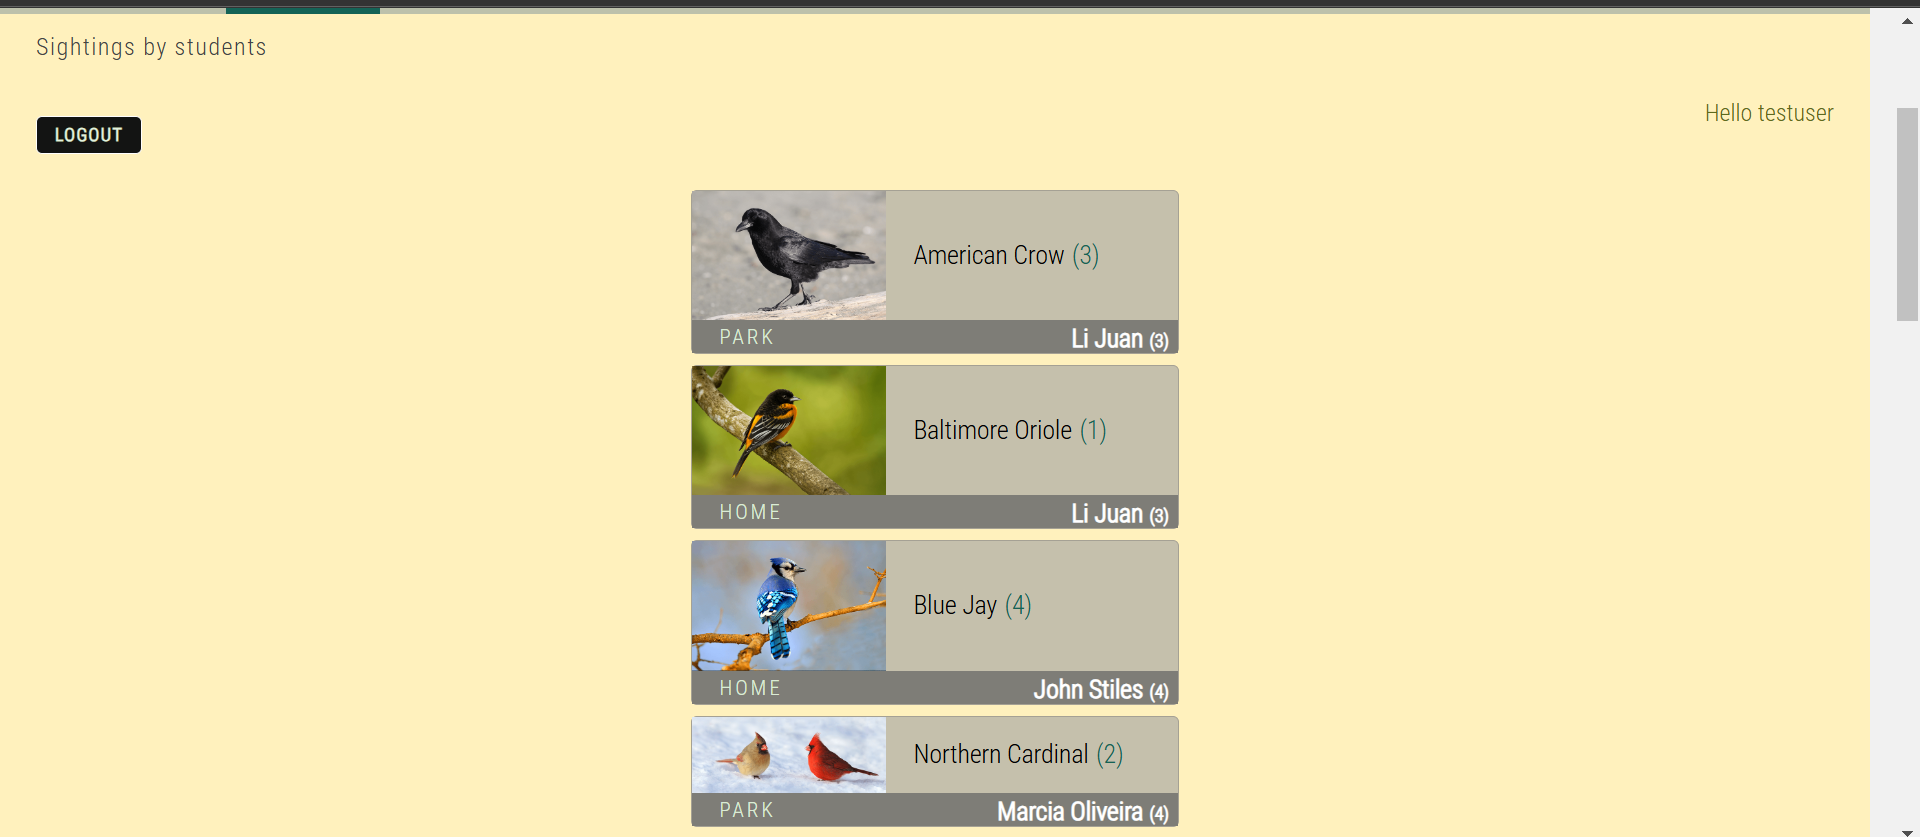 Sightings by students
Hello testuser
LOGOUT
American Crow (3)
PARK
Li Juan (3)
Baltimore Oriole (1)
HOME
Li Juan (3)
Blue Jay (4)
HOME
John Stiles (4)
Northern Cardinal (2)
PARK
Marcia Oliveira (4)